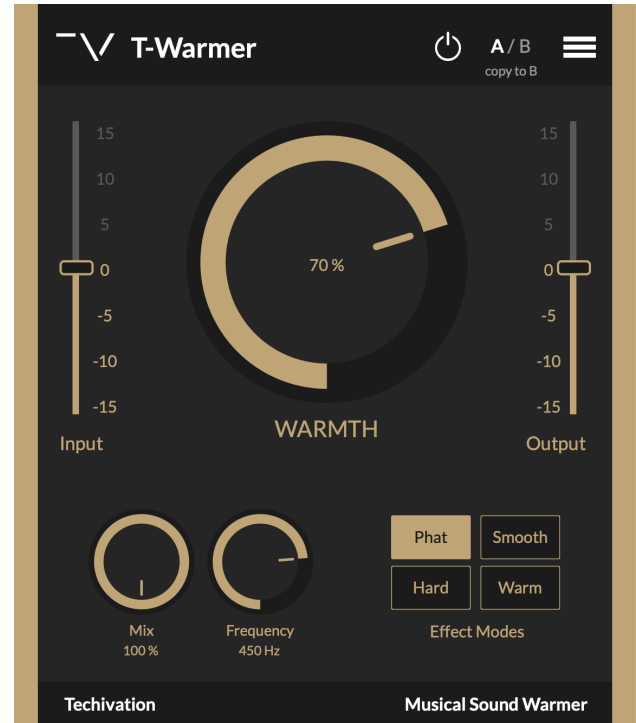 T-Warmer
A / B
copy to B
15
10
5
0
-5
-10
-15
Input
70 %
WARMTH
15
10
5
0
-5
-10
-15
Output
Mix
100 %
Frequency
450 Hz
Phat
Smooth
Hard
Warm
Effect Modes
Techivation
Musical Sound Warmer